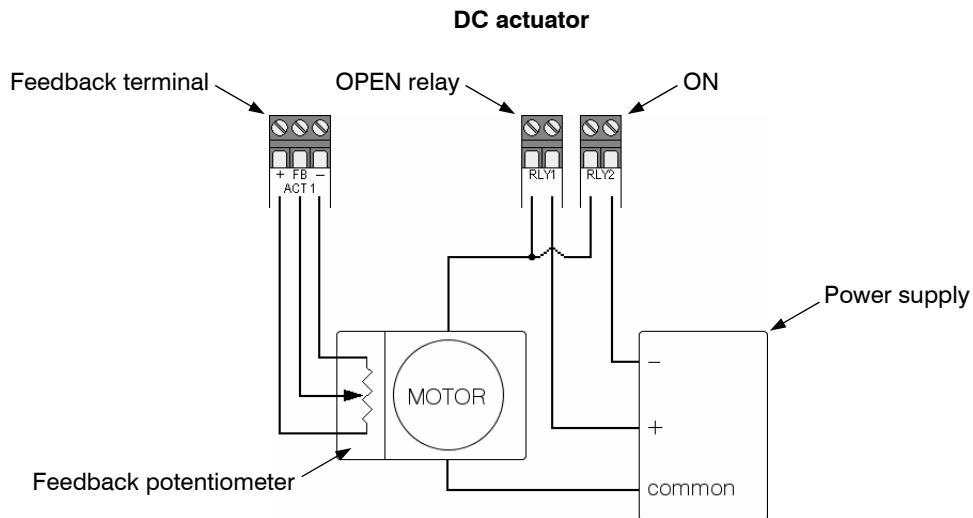 DC actuator
Feedback terminal
OPEN relay
ON
+ FB −
ACT 1
RLY1
RLY2
Power supply
−
MOTOR
+
Feedback potentiometer
common